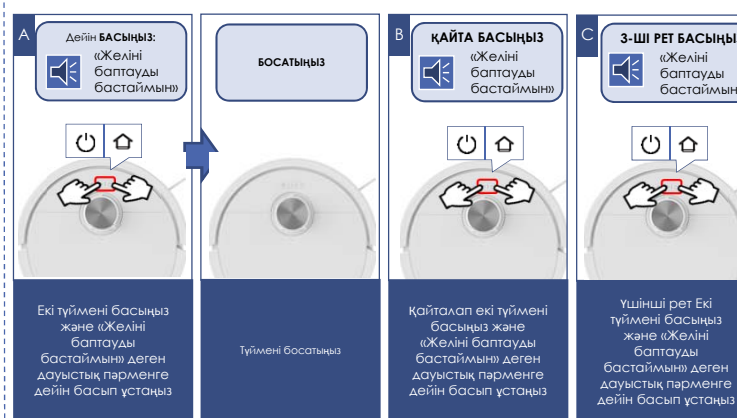 A
Дейін БАСЫҢЫЗ:
«Желіні
баптауды
бастаймын»
Екі түймені басыңыз
және «Желіні
баптауды
бастаймын» деген
дауыстық пәрменге
дейін басып ұстаңыз
БОСАТЫҢЫЗ
Түймені босатыңыз
B
ҚАЙТА БАСЫҢЫЗ
«Желіні
баптауды
бастаймын»
Қайталап екі түймені
басыңыз және
«Желіні баптауды
бастаймын» деген
дауыстық пәрменге
дейін басып ұстаңыз
C
3-ШІ РЕТ БАСЫҢЫЗ
«Желіні
баптауды
бастаймын
Үшінші рет Екі
түймені басыңыз
және «Желіні
баптауды
бастаймын» деген
дауыстық пәрменге
дейін басып ұстаңыз